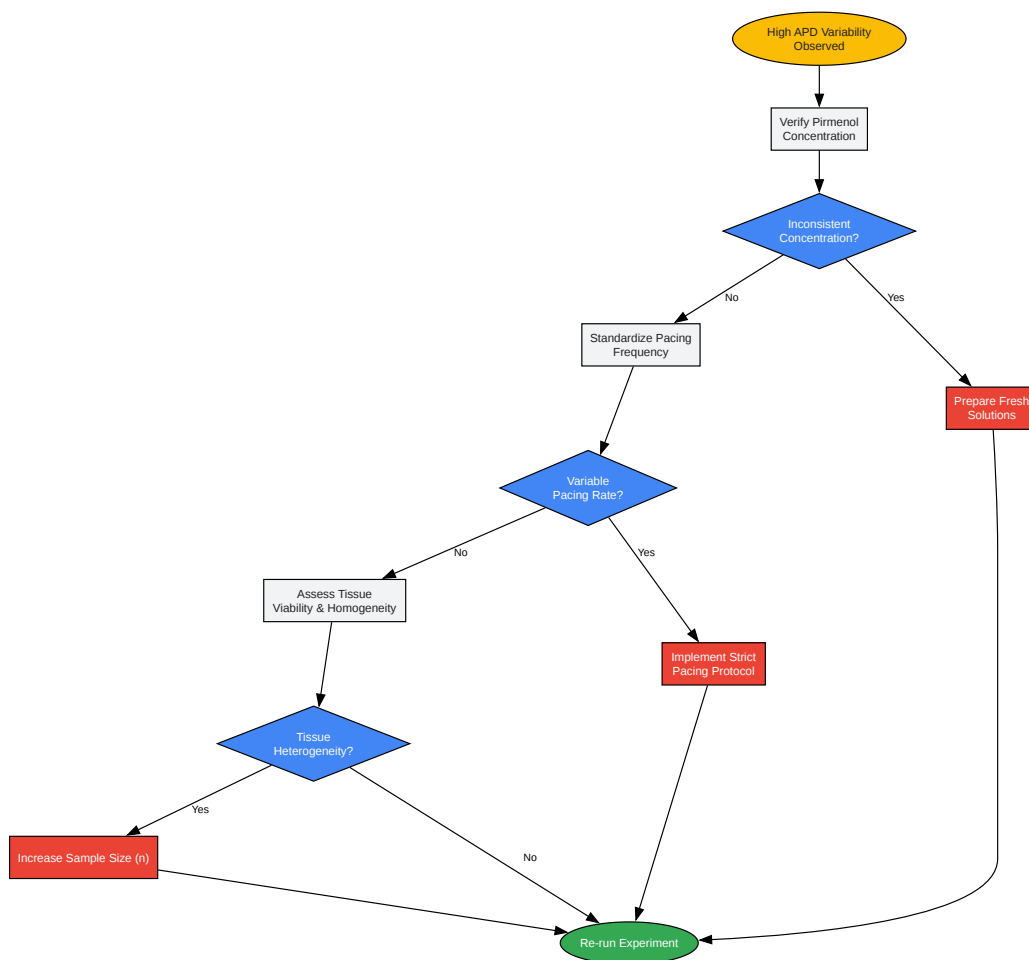 High APD Variability
Observed
Verify Pirmenol
Concentration
Inconsistent
Concentration?
No
Yes
Standardize Pacing
Frequency
Prepare Fresh
Solutions
Variable
Pacing Rate?
No
Yes
Assess Tissue
Viability & Homogeneity
Implement Strict
Pacing Protocol
Tissue
Heterogeneity?
Yes
No
Increase Sample Size (n)
Re-run Experiment